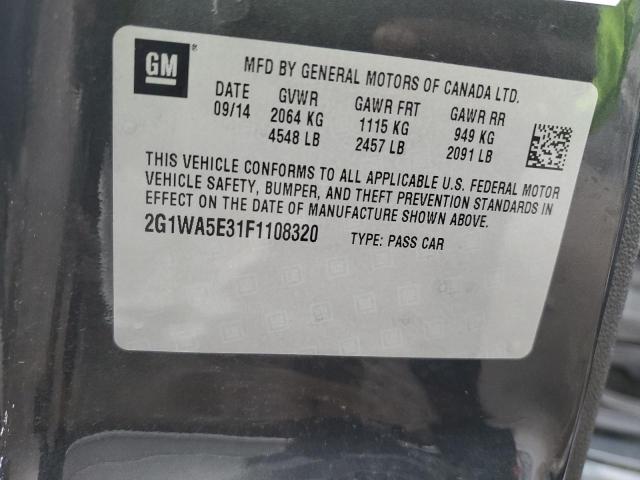 GM
MFD BY GENERAL MOTORS OF CANADA LTD.
DATE GVWR GAWR FRT GAWR RR
09/14 2064 KG 1115 KG 949 KG
4548 LB 2457 LB 2091 LB
THIS VEHICLE CONFORMS TO ALL APPLICABLE U.S. FEDERAL MOTOR
VEHICLE SAFETY, BUMPER, AND THEFT PREVENTION STANDARDS IN
EFFECT ON THE DATE OF MANUFACTURE SHOWN ABOVE.
2G1WA5E31F1108320 TYPE: PASS CAR